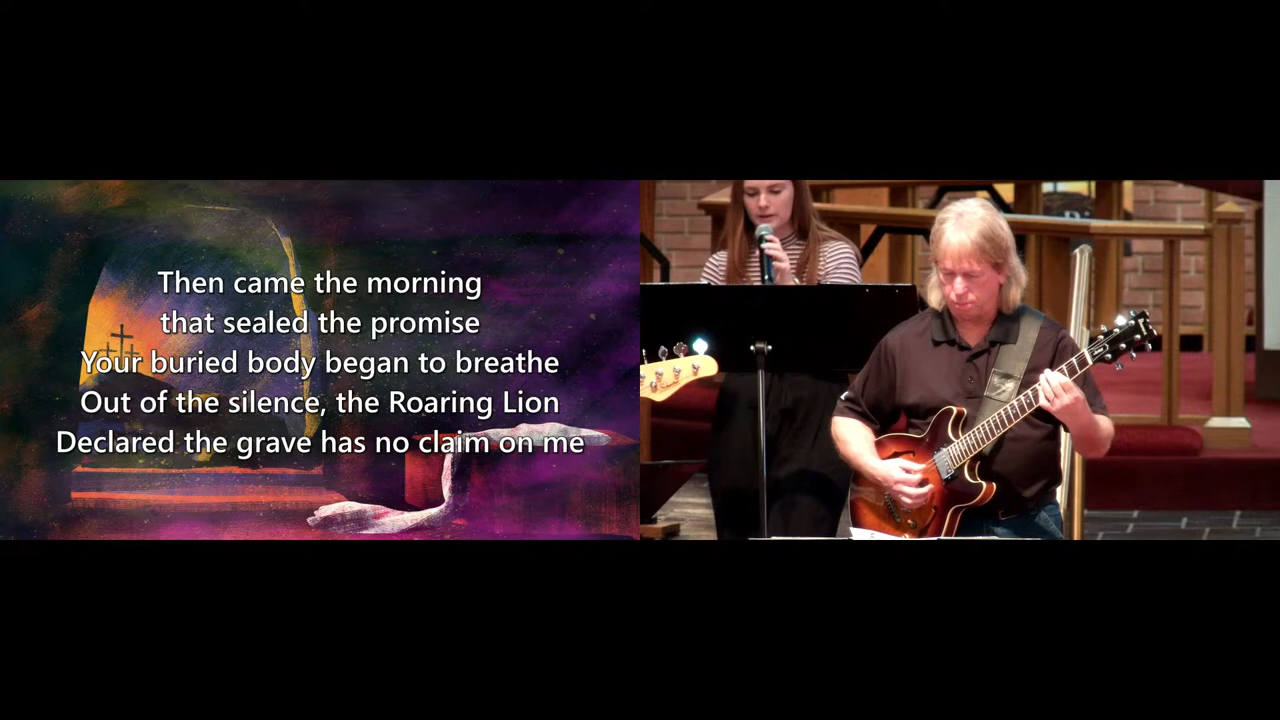 Then came the morning
that sealed the promise
Your buried body began to breathe
Out of the silence, the Roaring Lion
Declared the grave has no claim on me